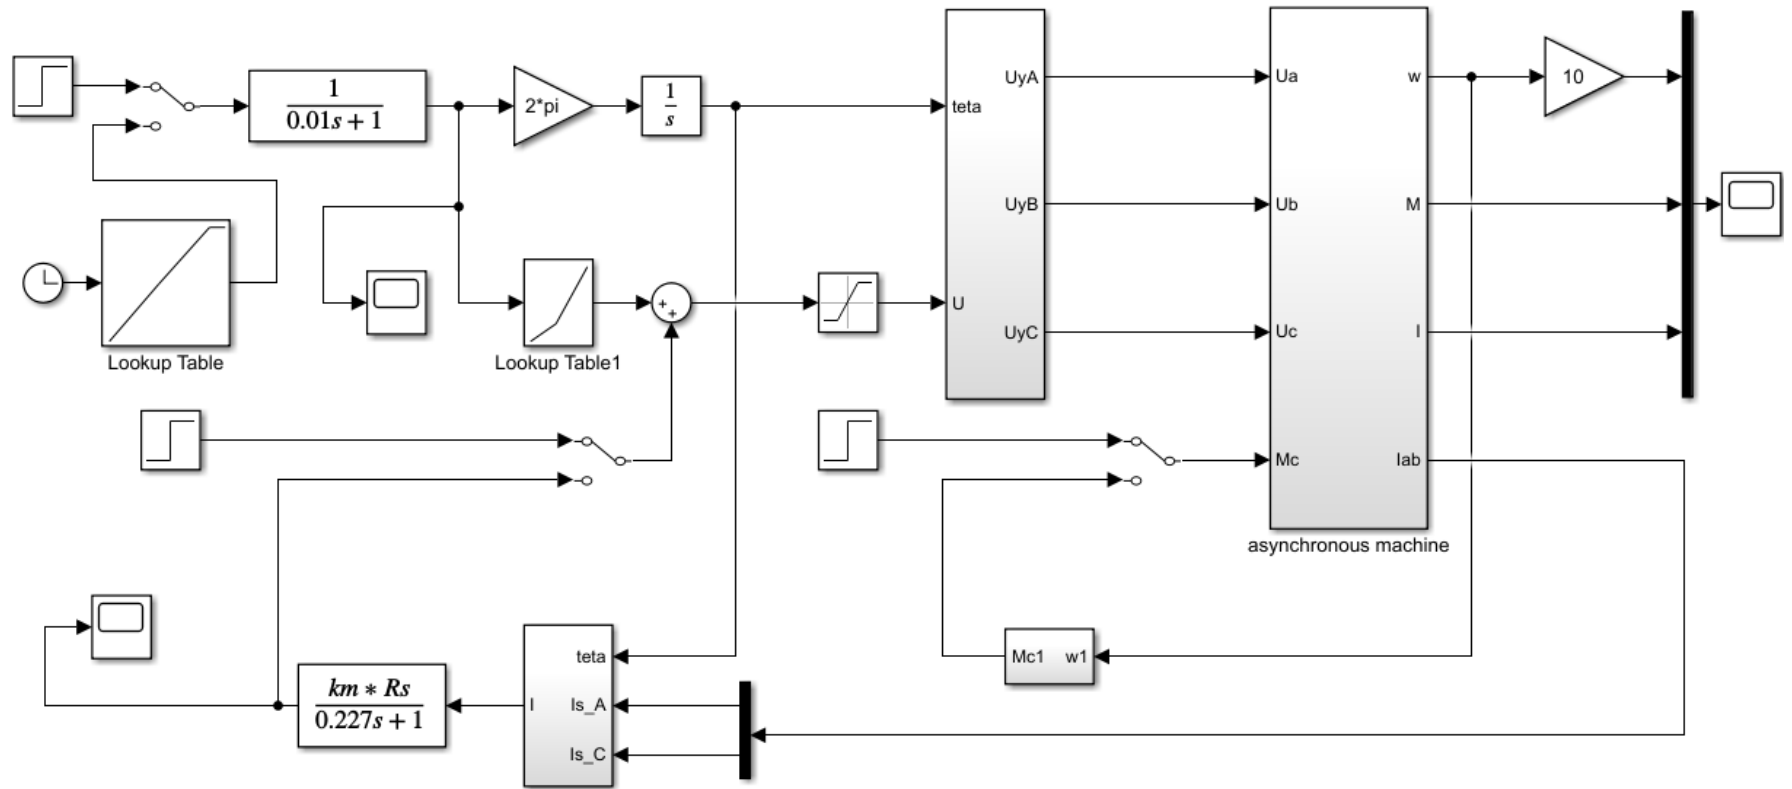 1
0.01s + 1
2*pi
1
s
teta
U
UyA
UyB
UyC
Ua
Ub
Uc
Mc
w
M
I
Iab
asynchronous machine
10
Lookup Table
Lookup Table1
+
+
Mc1 w1
km * Rs
0.227s + 1
I
teta
Is_A
Is_C